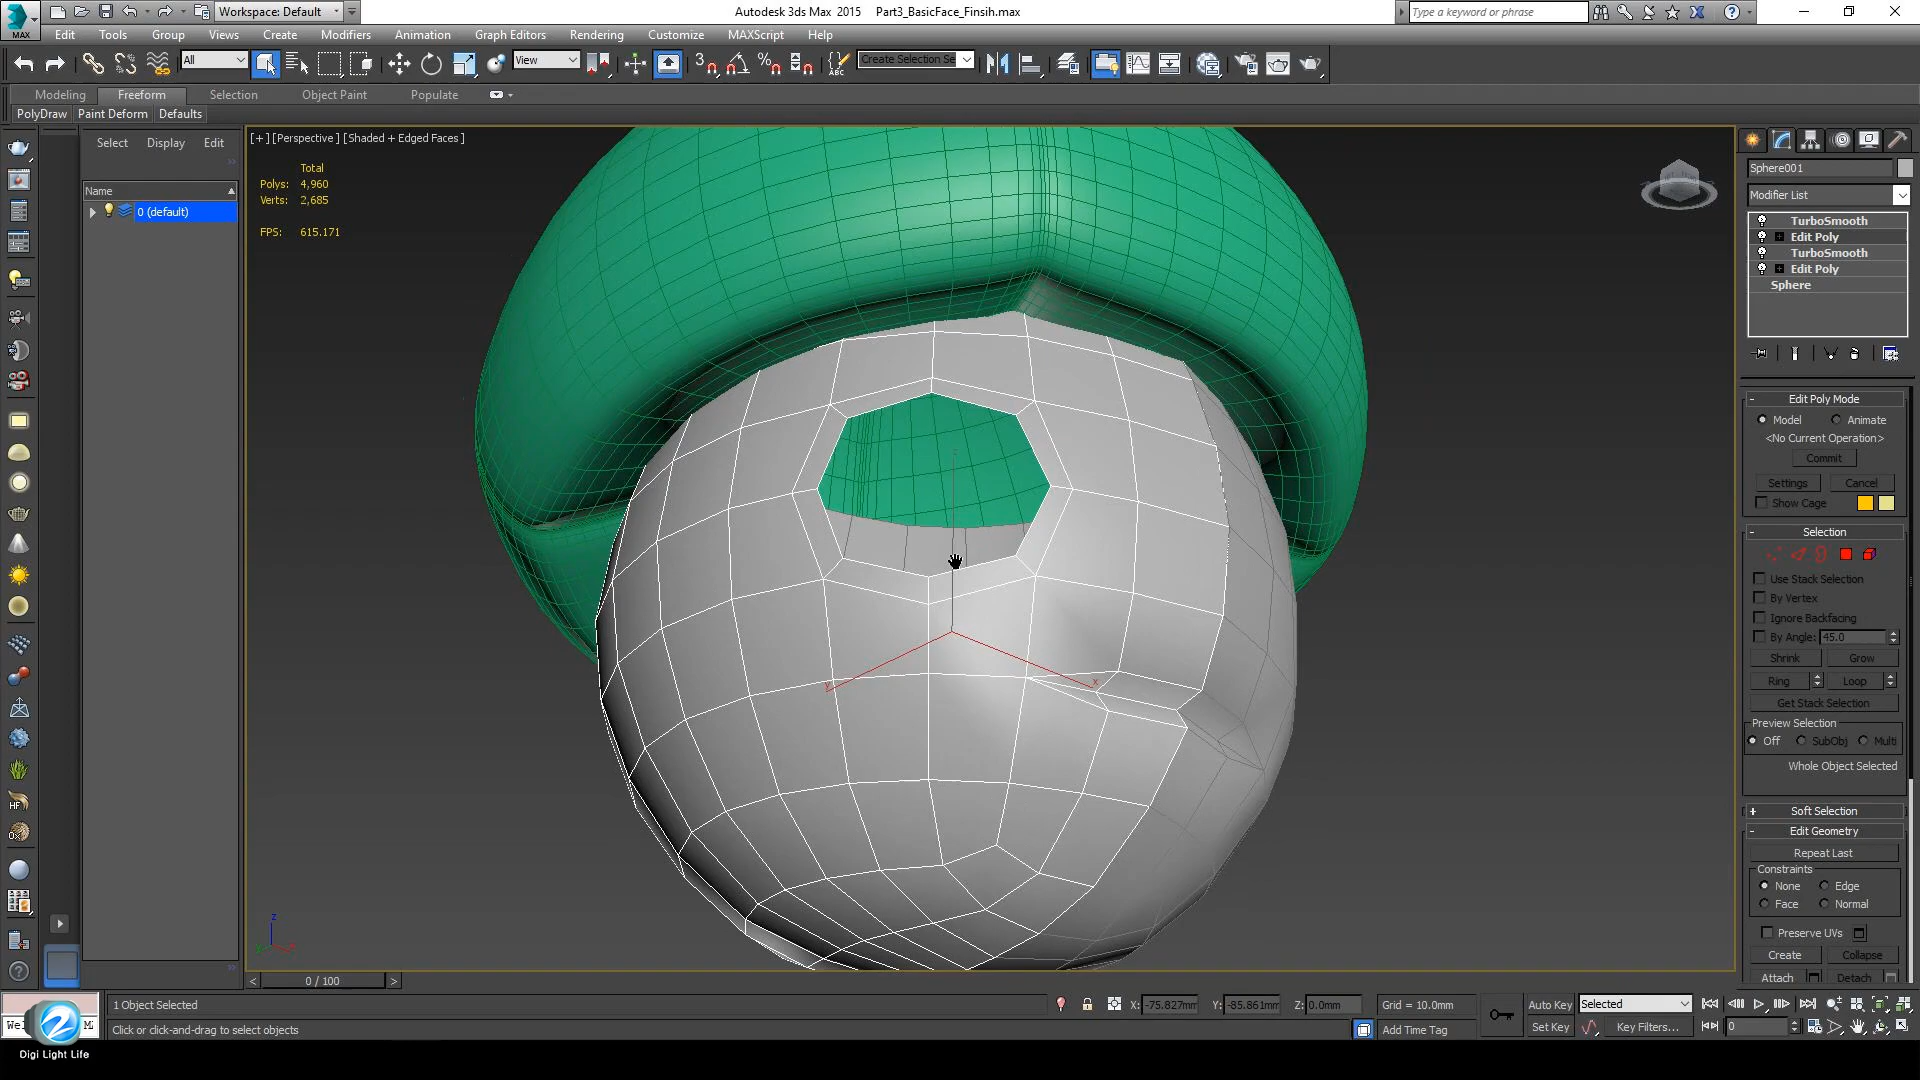 MAX
Workspace: Default
Autodesk 3ds Max 2015 Part3_BasicFace_Finsih.max
Type a keyword or phrase
Edit Tools Group Views Create Modifiers Animation Graph Editors Rendering Customize MAXScript Help
All
View
Create Selection Se
Modeling Freeform Selection Object Paint Populate
PolyDraw Paint Deform Defaults
Select Display Edit
Name
0 (default)
[+] [Perspective] [Shaded + Edged Faces]
Total
Polys: 4,960
Verts: 2,685
FPS: 615.171
Sphere001
Modifier List
TurboSmooth
Edit Poly
TurboSmooth
Edit Poly
Sphere
Edit Poly Mode
Model Animate
<No Current Operation>
Commit
Settings Cancel
Show Cage
Selection
Use Stack Selection
By Vertex
Ignore Backfacing
By Angle: 45.0
Shrink Grow
Ring Loop
Get Stack Selection
Preview Selection
Off SubObj Multi
Whole Object Selected
+ Soft Selection
- Edit Geometry
Repeat Last
Constraints
None Edge
Face Normal
Preserve UVs
Create Collapse
Attach Detach
x
y
z
< 0 / 100 >
1 Object Selected
X: -75.827mm Y: -85.861mm Z: 0.0mm Grid = 10.0mm
Auto Key Selected
Click or click-and-drag to select objects
Add Time Tag
Set Key Key Filters...
0
Digi Light Life